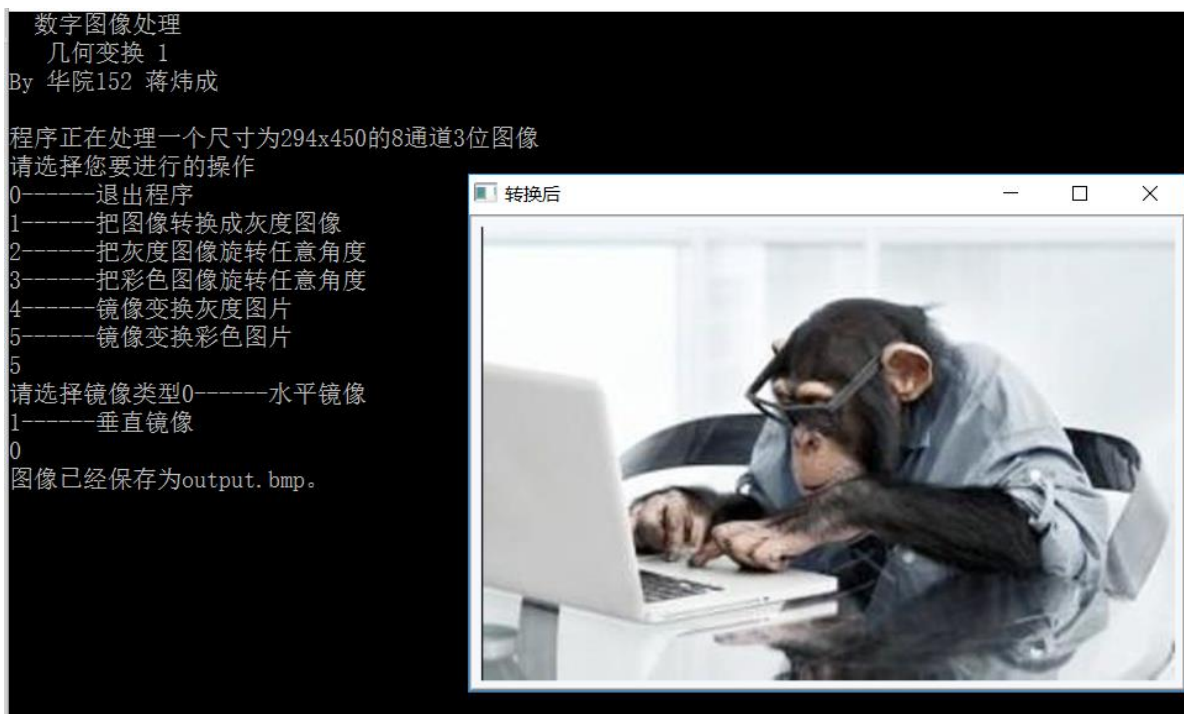 数字图像处理
几何变换 1
By 华院152 蒋炜成
程序正在处理一个尺寸为294x450的8通道3位图像
请选择您要进行的操作
0------退出程序
1------把图像转换成灰度图像
2------把灰度图像旋转任意角度
3------把彩色图像旋转任意角度
4------镜像变换灰度图片
5------镜像变换彩色图片
5
请选择镜像类型0------水平镜像
1------垂直镜像
0
图像已经保存为output.bmp。
转换后